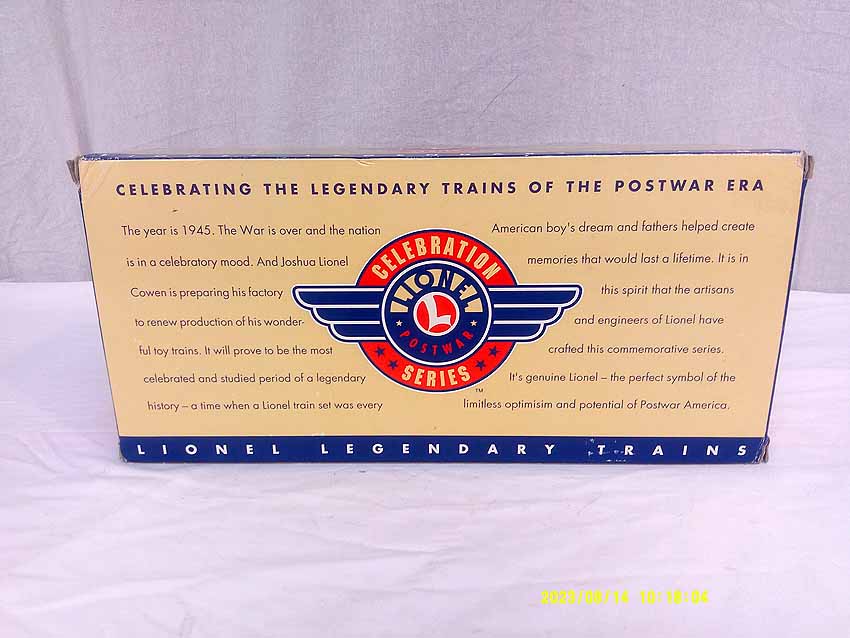 CELEBRATING THE LEGENDARY TRAINS OF THE POSTWAR ERA
The year is 1945. The War is over and the nation
is in a celebratory mood. And Joshua Lionel
Cowen is preparing his factory
to renew production of his wonder-
ful toy trains. It will prove to be the most
celebrated and studied period of a legendary
history – a time when a Lionel train set was every
CELEBRATION
LIONEL
L
POSTWAR
SERIES
™
American boy's dream and fathers helped create
memories that would last a lifetime. It is in
this spirit that the artisans
and engineers of Lionel have
crafted this commemorative series.
It's genuine Lionel – the perfect symbol of the
limitless optimisim and potential of Postwar America.
LIONEL LEGENDARY TRAINS
2023/08/14 10:18:04